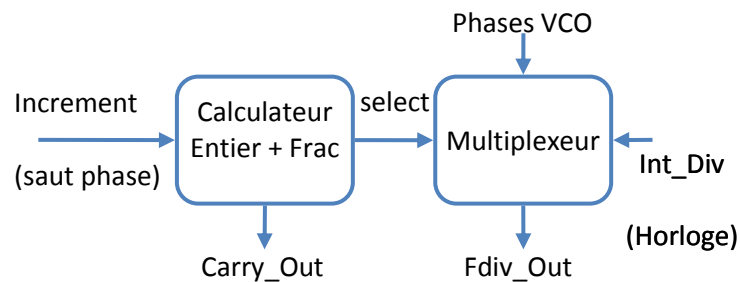 Phases VCO
Increment
(saut phase)
Calculateur
Entier + Frac
select
Multiplexeur
Int_Div
(Horloge)
Carry_Out
Fdiv_Out